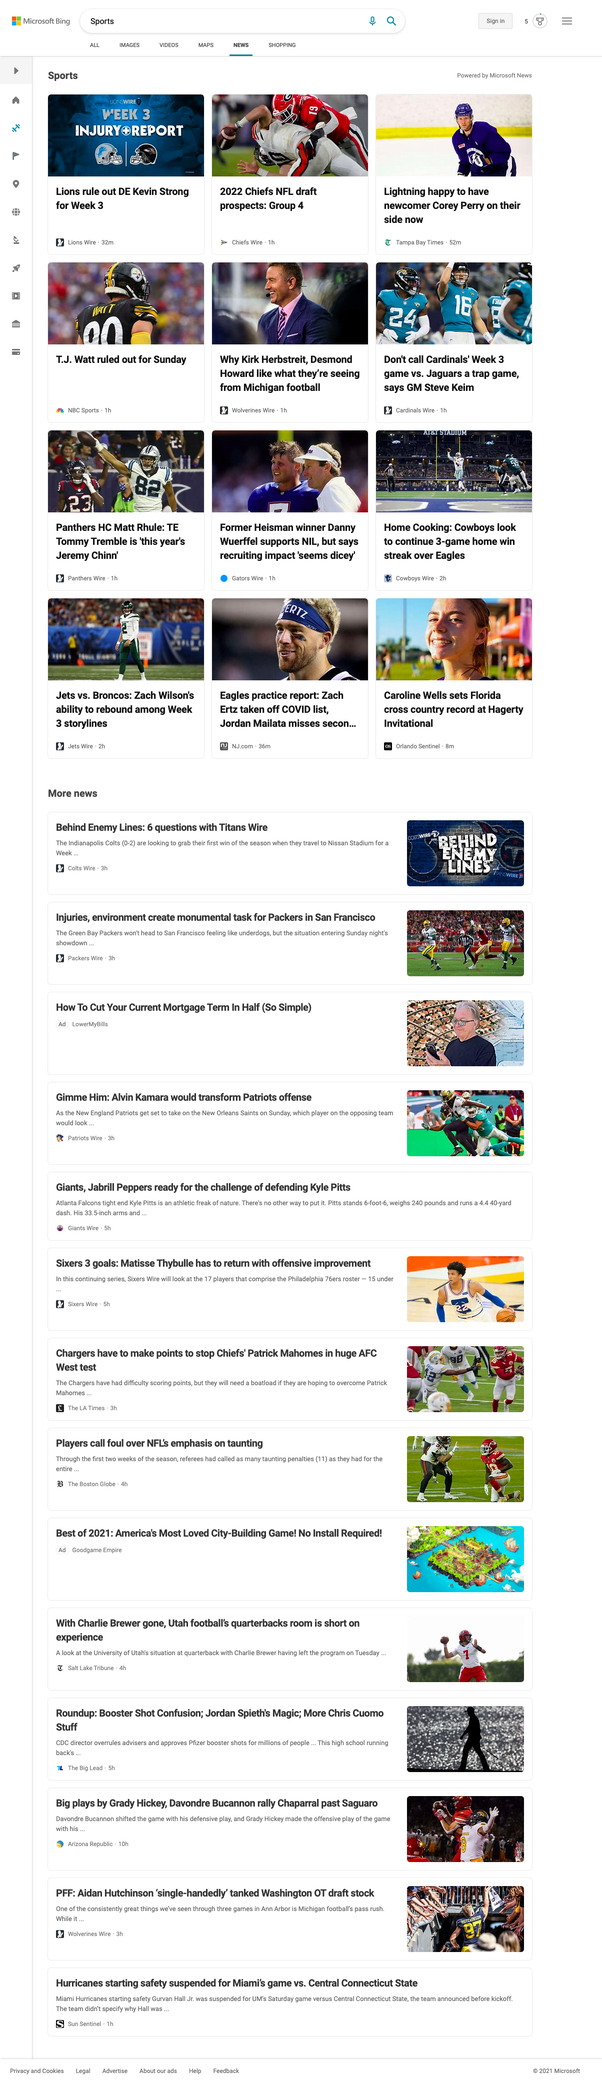 Microsoft Bing
Sports
Sign in
5
ALL
IMAGES
VIDEOS
MAPS
NEWS
SHOPPING
Sports
Powered by Microsoft News
WEEK 3
INJURY+REPORT
Lions rule out DE Kevin Strong
for Week 3
Lions Wire · 32m
19
2022 Chiefs NFL draft
prospects: Group 4
Chiefs Wire · 1h
Lightning happy to have
newcomer Corey Perry on their
side now
Tampa Bay Times · 52m
WATT
90
T.J. Watt ruled out for Sunday
NBC Sports · 1h
Why Kirk Herbstreit, Desmond
Howard like what they're seeing
from Michigan football
Wolverines Wire · 1h
24
16
Don't call Cardinals' Week 3
game vs. Jaguars a trap game,
says GM Steve Keim
Cardinals Wire · 1h
23
82
Panthers HC Matt Rhule: TE
Tommy Tremble is 'this year's
Jeremy Chinn'
Panthers Wire · 1h
Former Heisman winner Danny
Wuerffel supports NIL, but says
recruiting impact 'seems dicey'
Gators Wire · 1h
AT&T STADIUM
Home Cooking: Cowboys look
to continue 3-game home win
streak over Eagles
Cowboys Wire · 2h
2
Jets vs. Broncos: Zach Wilson's
ability to rebound among Week
3 storylines
Jets Wire · 2h
ERTZ
Eagles practice report: Zach
Ertz taken off COVID list,
Jordan Mailata misses secon...
NJ.com · 36m
Caroline Wells sets Florida
cross country record at Hagerty
Invitational
OS
Orlando Sentinel · 8m
More news
Behind Enemy Lines: 6 questions with Titans Wire
The Indianapolis Colts (0-2) are looking to grab their first win of the season when they travel to Nissan Stadium for a
Week ...
Colts Wire · 3h
BEHIND
ENEMY
LINES
Injuries, environment create monumental task for Packers in San Francisco
The Green Bay Packers won't head to San Francisco feeling like underdogs, but the situation entering Sunday night's
showdown ...
Packers Wire · 3h
How To Cut Your Current Mortgage Term In Half (So Simple)
Ad LowerMyBills
Gimme Him: Alvin Kamara would transform Patriots offense
As the New England Patriots get set to take on the New Orleans Saints on Sunday, which player on the opposing team
would look ...
Patriots Wire · 3h
Giants, Jabrill Peppers ready for the challenge of defending Kyle Pitts
Atlanta Falcons tight end Kyle Pitts is an athletic freak of nature. There's no other way to put it. Pitts stands 6-foot-6, weighs 240 pounds and runs a 4.4 40-yard
dash. His 33.5-inch arms and ...
Giants Wire · 5h
Sixers 3 goals: Matisse Thybulle has to return with offensive improvement
In this continuing series, Sixers Wire will look at the 17 players that comprise the Philadelphia 76ers roster — 15 under
...
Sixers Wire · 5h
22
Chargers have to make points to stop Chiefs' Patrick Mahomes in huge AFC
West test
The Chargers have had difficulty scoring points, but they will need a boatload if they are hoping to overcome Patrick
Mahomes ...
The LA Times · 3h
98
Players call foul over NFL's emphasis on taunting
Through the first two weeks of the season, referees had called as many taunting penalties (11) as they had for the
entire ...
The Boston Globe · 4h
Best of 2021: America's Most Loved City-Building Game! No Install Required!
Ad Goodgame Empire
With Charlie Brewer gone, Utah football's quarterbacks room is short on
experience
A look at the University of Utah's situation at quarterback with Charlie Brewer having left the program on Tuesday ...
Salt Lake Tribune · 4h
7
Roundup: Booster Shot Confusion; Jordan Spieth's Magic; More Chris Cuomo
Stuff
CDC director overrules advisers and approves Pfizer booster shots for millions of people ... This high school running
back's ...
The Big Lead · 5h
Big plays by Grady Hickey, Davondre Bucannon rally Chaparral past Saguaro
Davondre Bucannon shifted the game with his defensive play, and Grady Hickey made the offensive play of the game
with his ...
Arizona Republic · 10h
PFF: Aidan Hutchinson 'single-handedly' tanked Washington OT draft stock
One of the consistently great things we've seen through three games in Ann Arbor is Michigan football's pass rush.
While it ...
Wolverines Wire · 3h
97
Hurricanes starting safety suspended for Miami's game vs. Central Connecticut State
Miami Hurricanes starting safety Gurvan Hall Jr. was suspended for UM's Saturday game versus Central Connecticut State, the team announced before kickoff.
The team didn't specify why Hall was ...
Sun Sentinel · 1h
Privacy and Cookies
Legal
Advertise
About our ads
Help
Feedback
© 2021 Microsoft